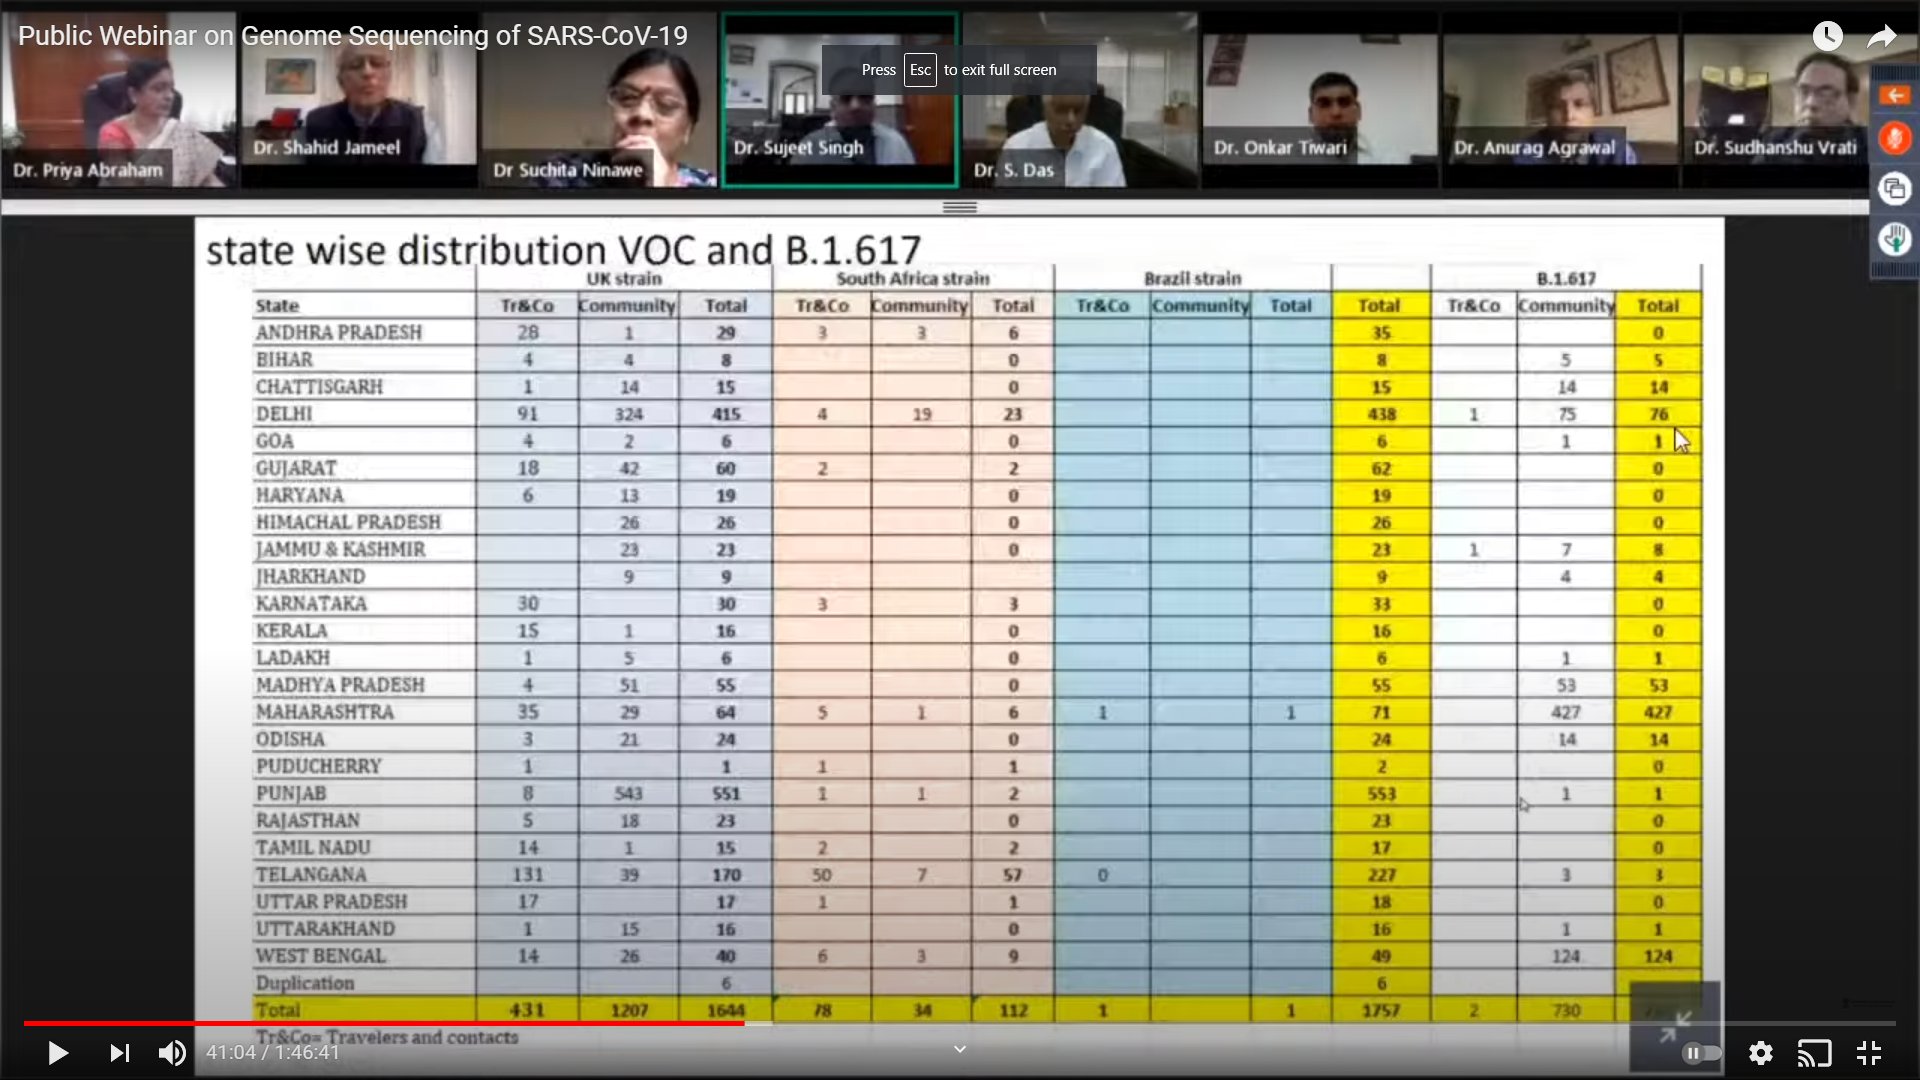 Public Webinar on Genome Sequencing of SARS-CoV-19
Press Esc to exit full screen
Dr. Priya Abraham
Dr. Shahid Jameel
Dr Suchita Ninawe
Dr. Sujeet Singh
Dr. S. Das
Dr. Onkar Tiwari
Dr. Anurag Agrawal
Dr. Sudhanshu Vrati
state wise distribution VOC and B.1.617
UK strain South Africa strain Brazil strain B.1.617
State Tr&Co Community Total Tr&Co Community Total Tr&Co Community Total Total Tr&Co Community Total
ANDHRA PRADESH 28 1 29 3 3 6 35 0
BIHAR 4 4 8 0 8 5 5
CHATTISGARH 1 14 15 0 15 14 14
DELHI 91 324 415 4 19 23 438 1 75 76
GOA 4 2 6 0 6 1 1
GUJARAT 18 42 60 2 2 62 0
HARYANA 6 13 19 0 19 0
HIMACHAL PRADESH 26 26 0 26 0
JAMMU & KASHMIR 23 23 0 23 1 7 8
JHARKHAND 9 9 9 4 4
KARNATAKA 30 30 3 3 33 0
KERALA 15 1 16 0 16 0
LADAKH 1 5 6 0 6 1 1
MADHYA PRADESH 4 51 55 0 55 53 53
MAHARASHTRA 35 29 64 5 1 6 1 1 71 427 427
ODISHA 3 21 24 0 24 14 14
PUDUCHERRY 1 1 1 1 2 0
PUNJAB 8 543 551 1 1 2 553 1 1
RAJASTHAN 5 18 23 0 23 0
TAMIL NADU 14 1 15 2 2 17 0
TELANGANA 131 39 170 50 7 57 0 227 3 3
UTTAR PRADESH 17 17 1 1 18 0
UTTARAKHAND 1 15 16 0 16 1 1
WEST BENGAL 14 26 40 6 3 9 49 124 124
Duplication 6 6
Total 431 1207 1644 78 34 112 1 1 1757 2 730
Tr&Co= Travelers and contacts
41:04 / 1:46:41